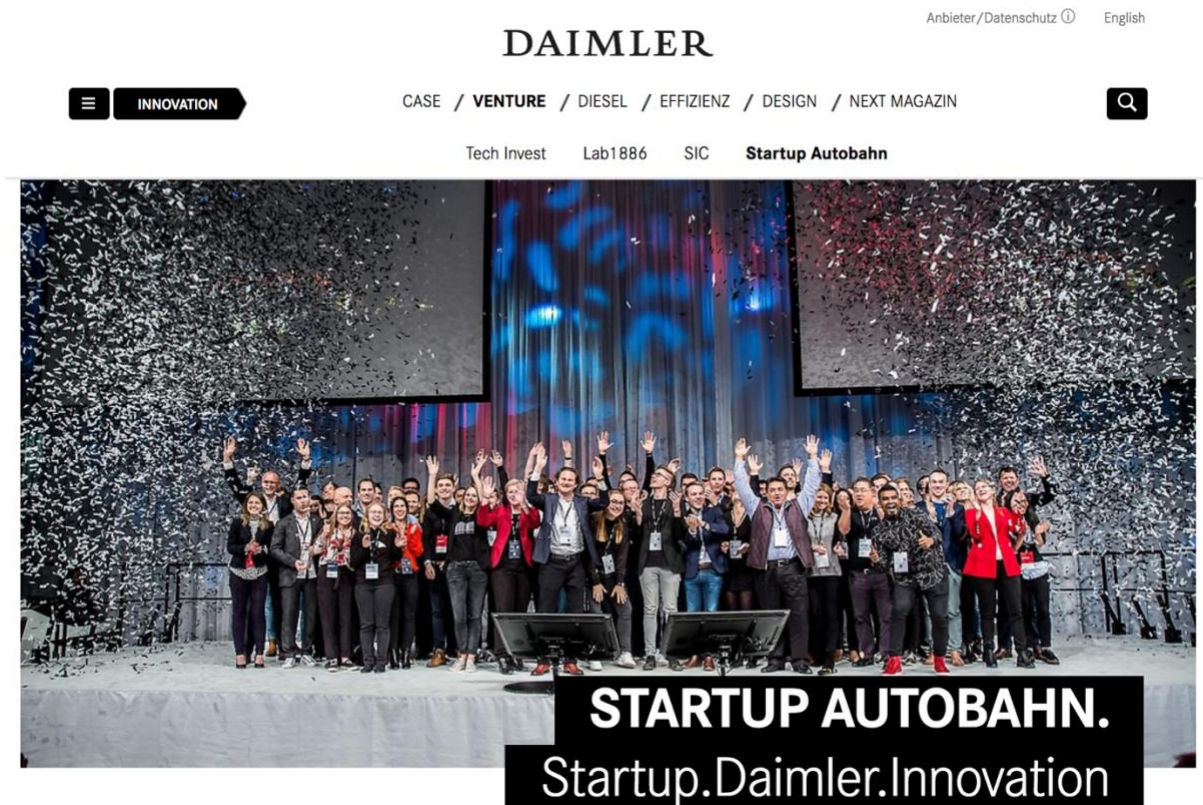 Anbieter/Datenschutz ⓘ English
DAIMLER
INNOVATION
CASE / VENTURE / DIESEL / EFFIZIENZ / DESIGN / NEXT MAGAZIN
Tech Invest Lab1886 SIC Startup Autobahn
STARTUP AUTOBAHN.
Startup.Daimler.Innovation